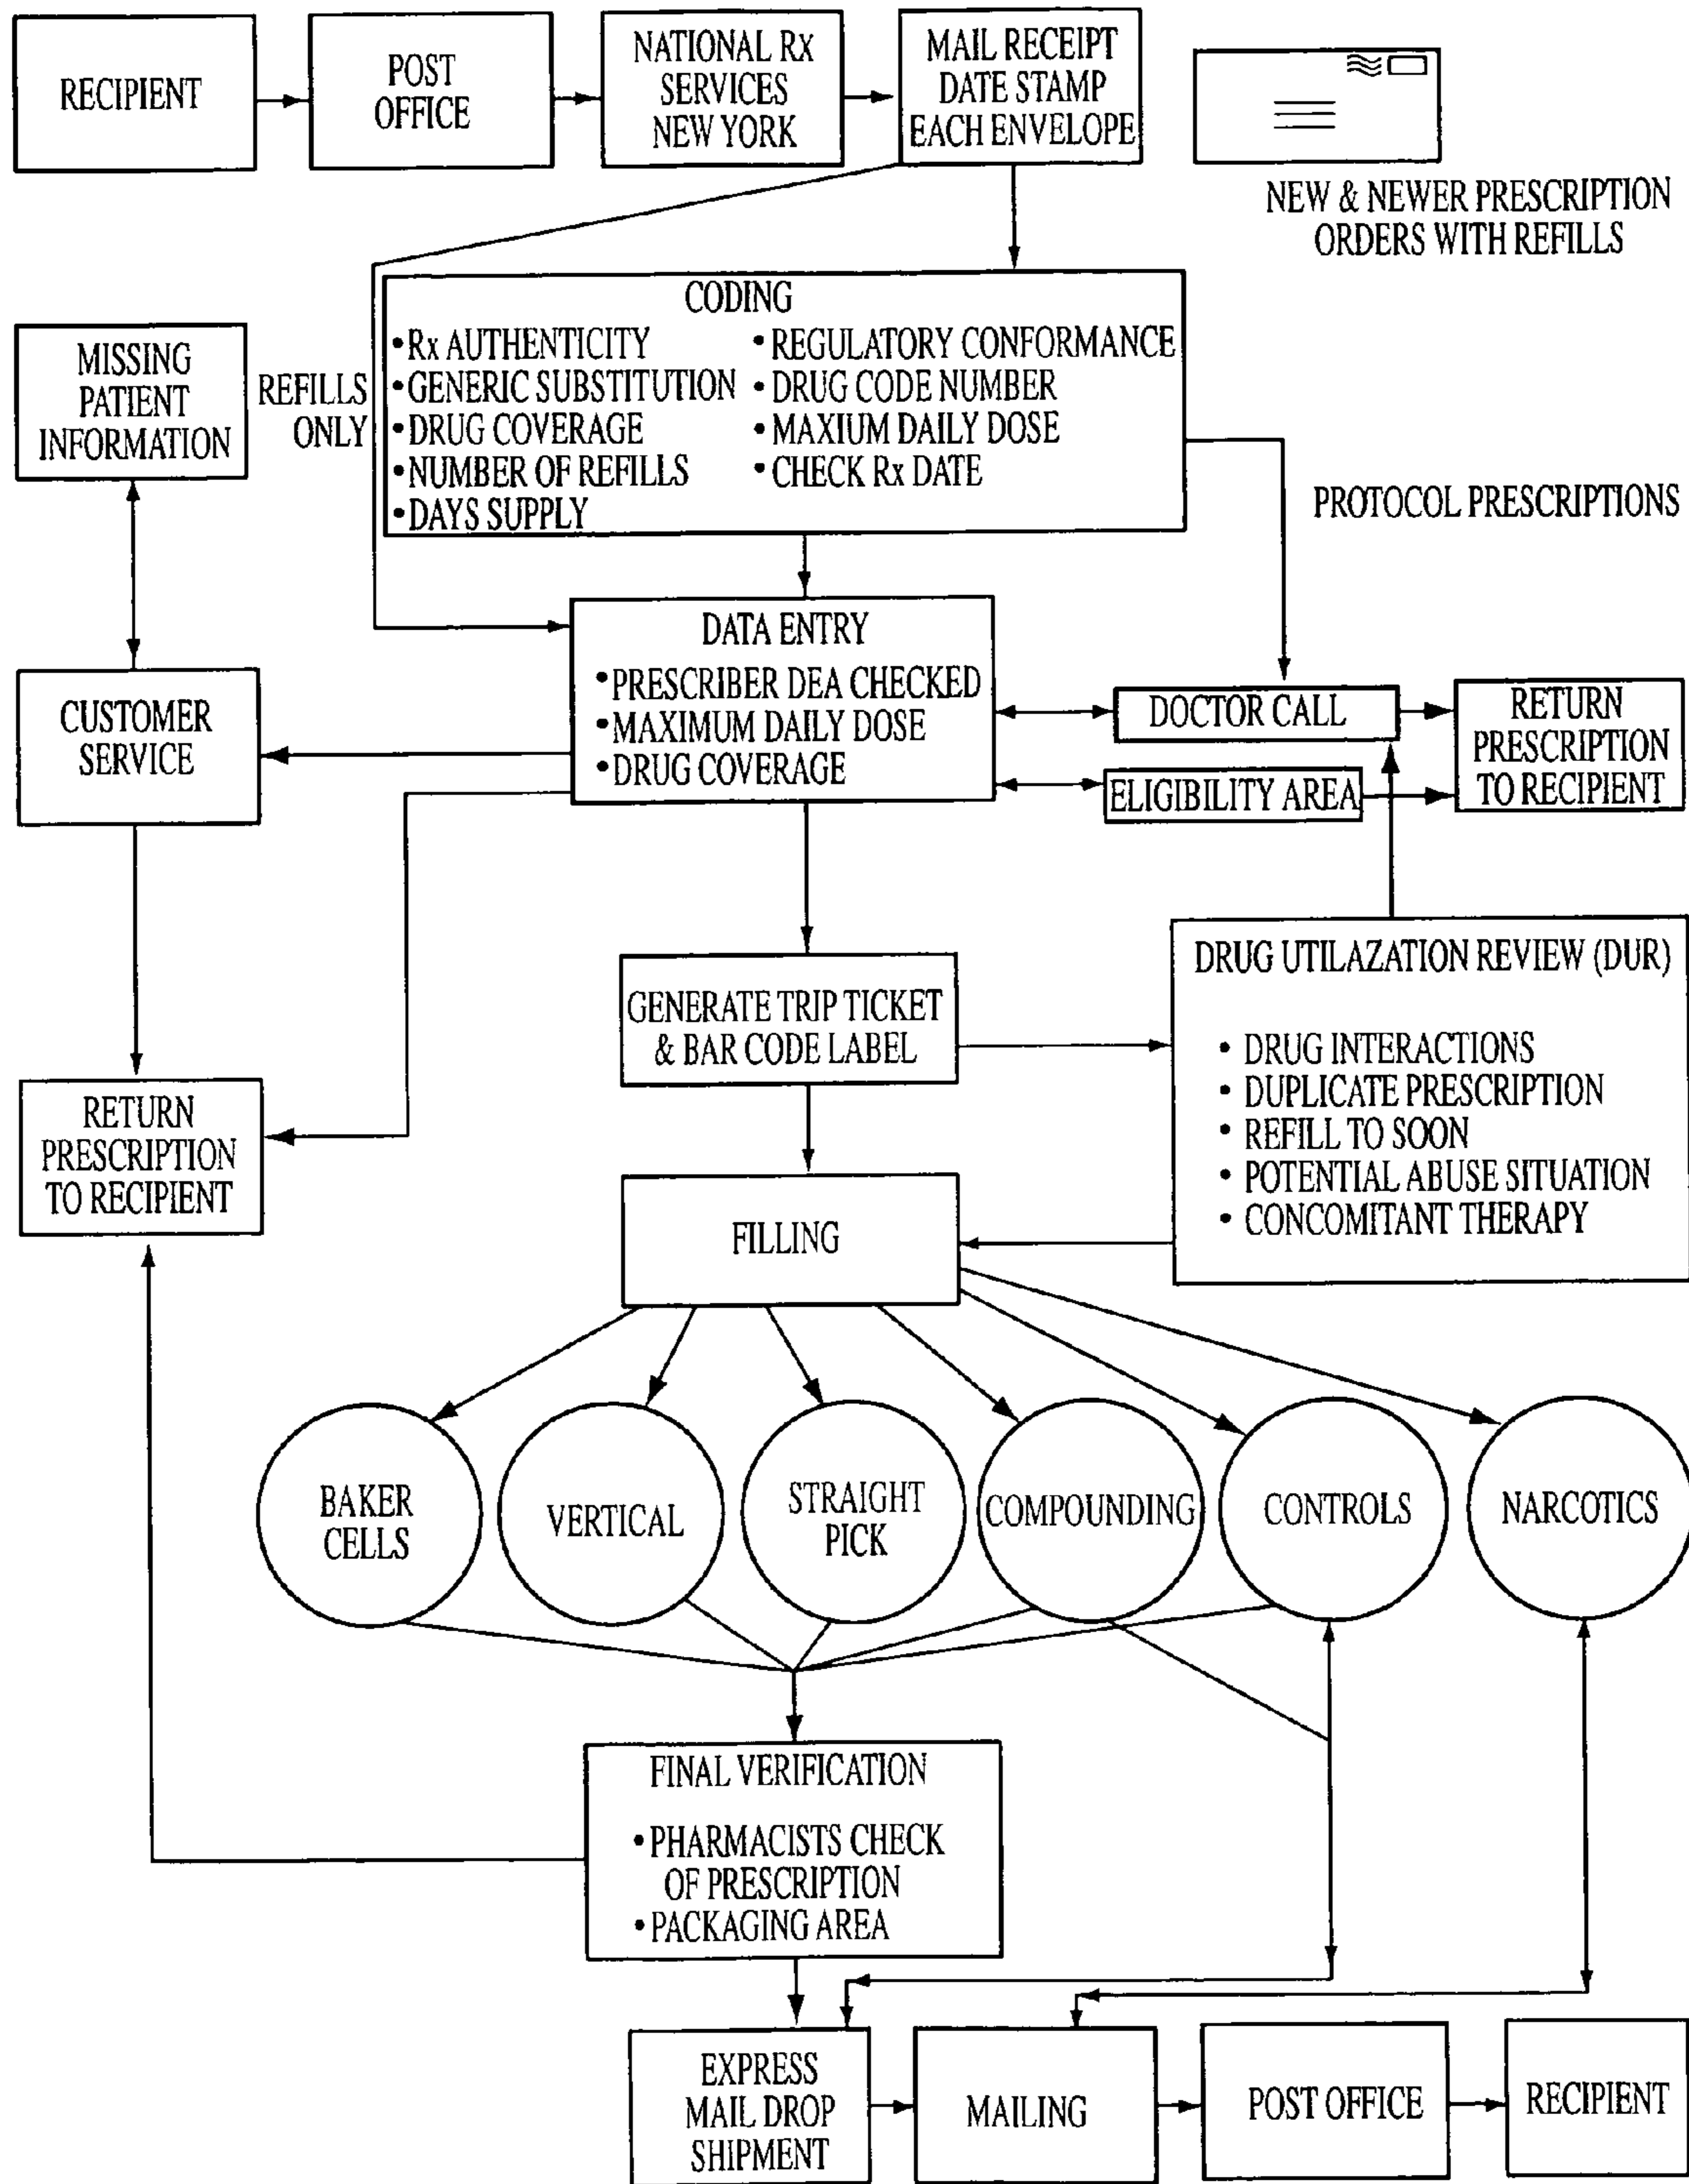 RECIPIENT
POST
OFFICE
NATIONAL Rx
SERVICES
NEW YORK
MAIL RECEIPT
DATE STAMP
EACH ENVELOPE
NEW & NEWER PRESCRIPTION
ORDERS WITH REFILLS
CODING
•Rx AUTHENTICITY
•GENERIC SUBSTITUTION
•DRUG COVERAGE
•NUMBER OF REFILLS
•DAYS SUPPLY
•REGULATORY CONFORMANCE
•DRUG CODE NUMBER
•MAXIUM DAILY DOSE
•CHECK Rx DATE
MISSING
PATIENT
INFORMATION
REFILLS
ONLY
PROTOCOL PRESCRIPTIONS
DATA ENTRY
•PRESCRIBER DEA CHECKED
•MAXIMUM DAILY DOSE
•DRUG COVERAGE
CUSTOMER
SERVICE
DOCTOR CALL
ELIGIBILITY AREA
RETURN
PRESCRIPTION
TO RECIPIENT
GENERATE TRIP TICKET
& BAR CODE LABEL
DRUG UTILAZATION REVIEW (DUR)
• DRUG INTERACTIONS
• DUPLICATE PRESCRIPTION
• REFILL TO SOON
• POTENTIAL ABUSE SITUATION
• CONCOMITANT THERAPY
RETURN
PRESCRIPTION
TO RECIPIENT
FILLING
BAKER
CELLS
VERTICAL
STRAIGHT
PICK
COMPOUNDING
CONTROLS
NARCOTICS
FINAL VERIFICATION
•PHARMACISTS CHECK
OF PRESCRIPTION
•PACKAGING AREA
EXPRESS
MAIL DROP
SHIPMENT
MAILING
POST OFFICE
RECIPIENT